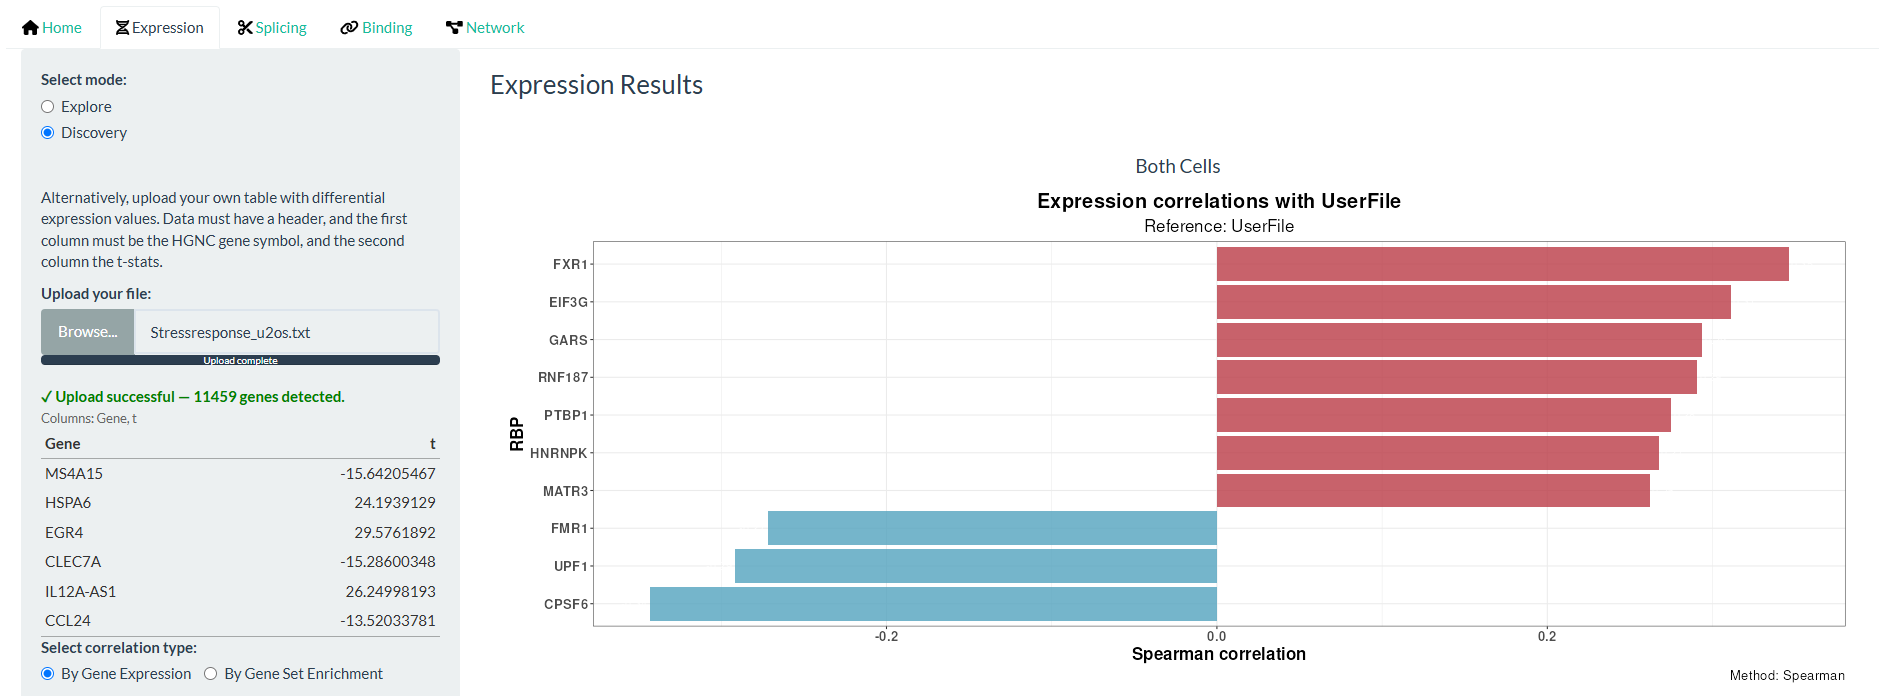 Home Expression Splicing Binding Network
Select mode:
Explore
Discovery
Alternatively, upload your own table with differential
expression values. Data must have a header, and the first
column must be the HGNC gene symbol, and the second
column the t-stats.
Upload your file:
Browse... Stressresponse_u2os.txt
Upload complete
✓ Upload successful — 11459 genes detected.
Columns: Gene, t
Gene t
MS4A15 -15.64205467
HSPA6 24.1939129
EGR4 29.5761892
CLEC7A -15.28600348
IL12A-AS1 26.24998193
CCL24 -13.52033781
Select correlation type:
By Gene Expression By Gene Set Enrichment
Expression Results
Both Cells
Expression correlations with UserFile
Reference: UserFile
RBP
FXR1
EIF3G
GARS
RNF187
PTBP1
HNRNPK
MATR3
FMR1
UPF1
CPSF6
-0.2 0.0 0.2
Spearman correlation
Method: Spearman